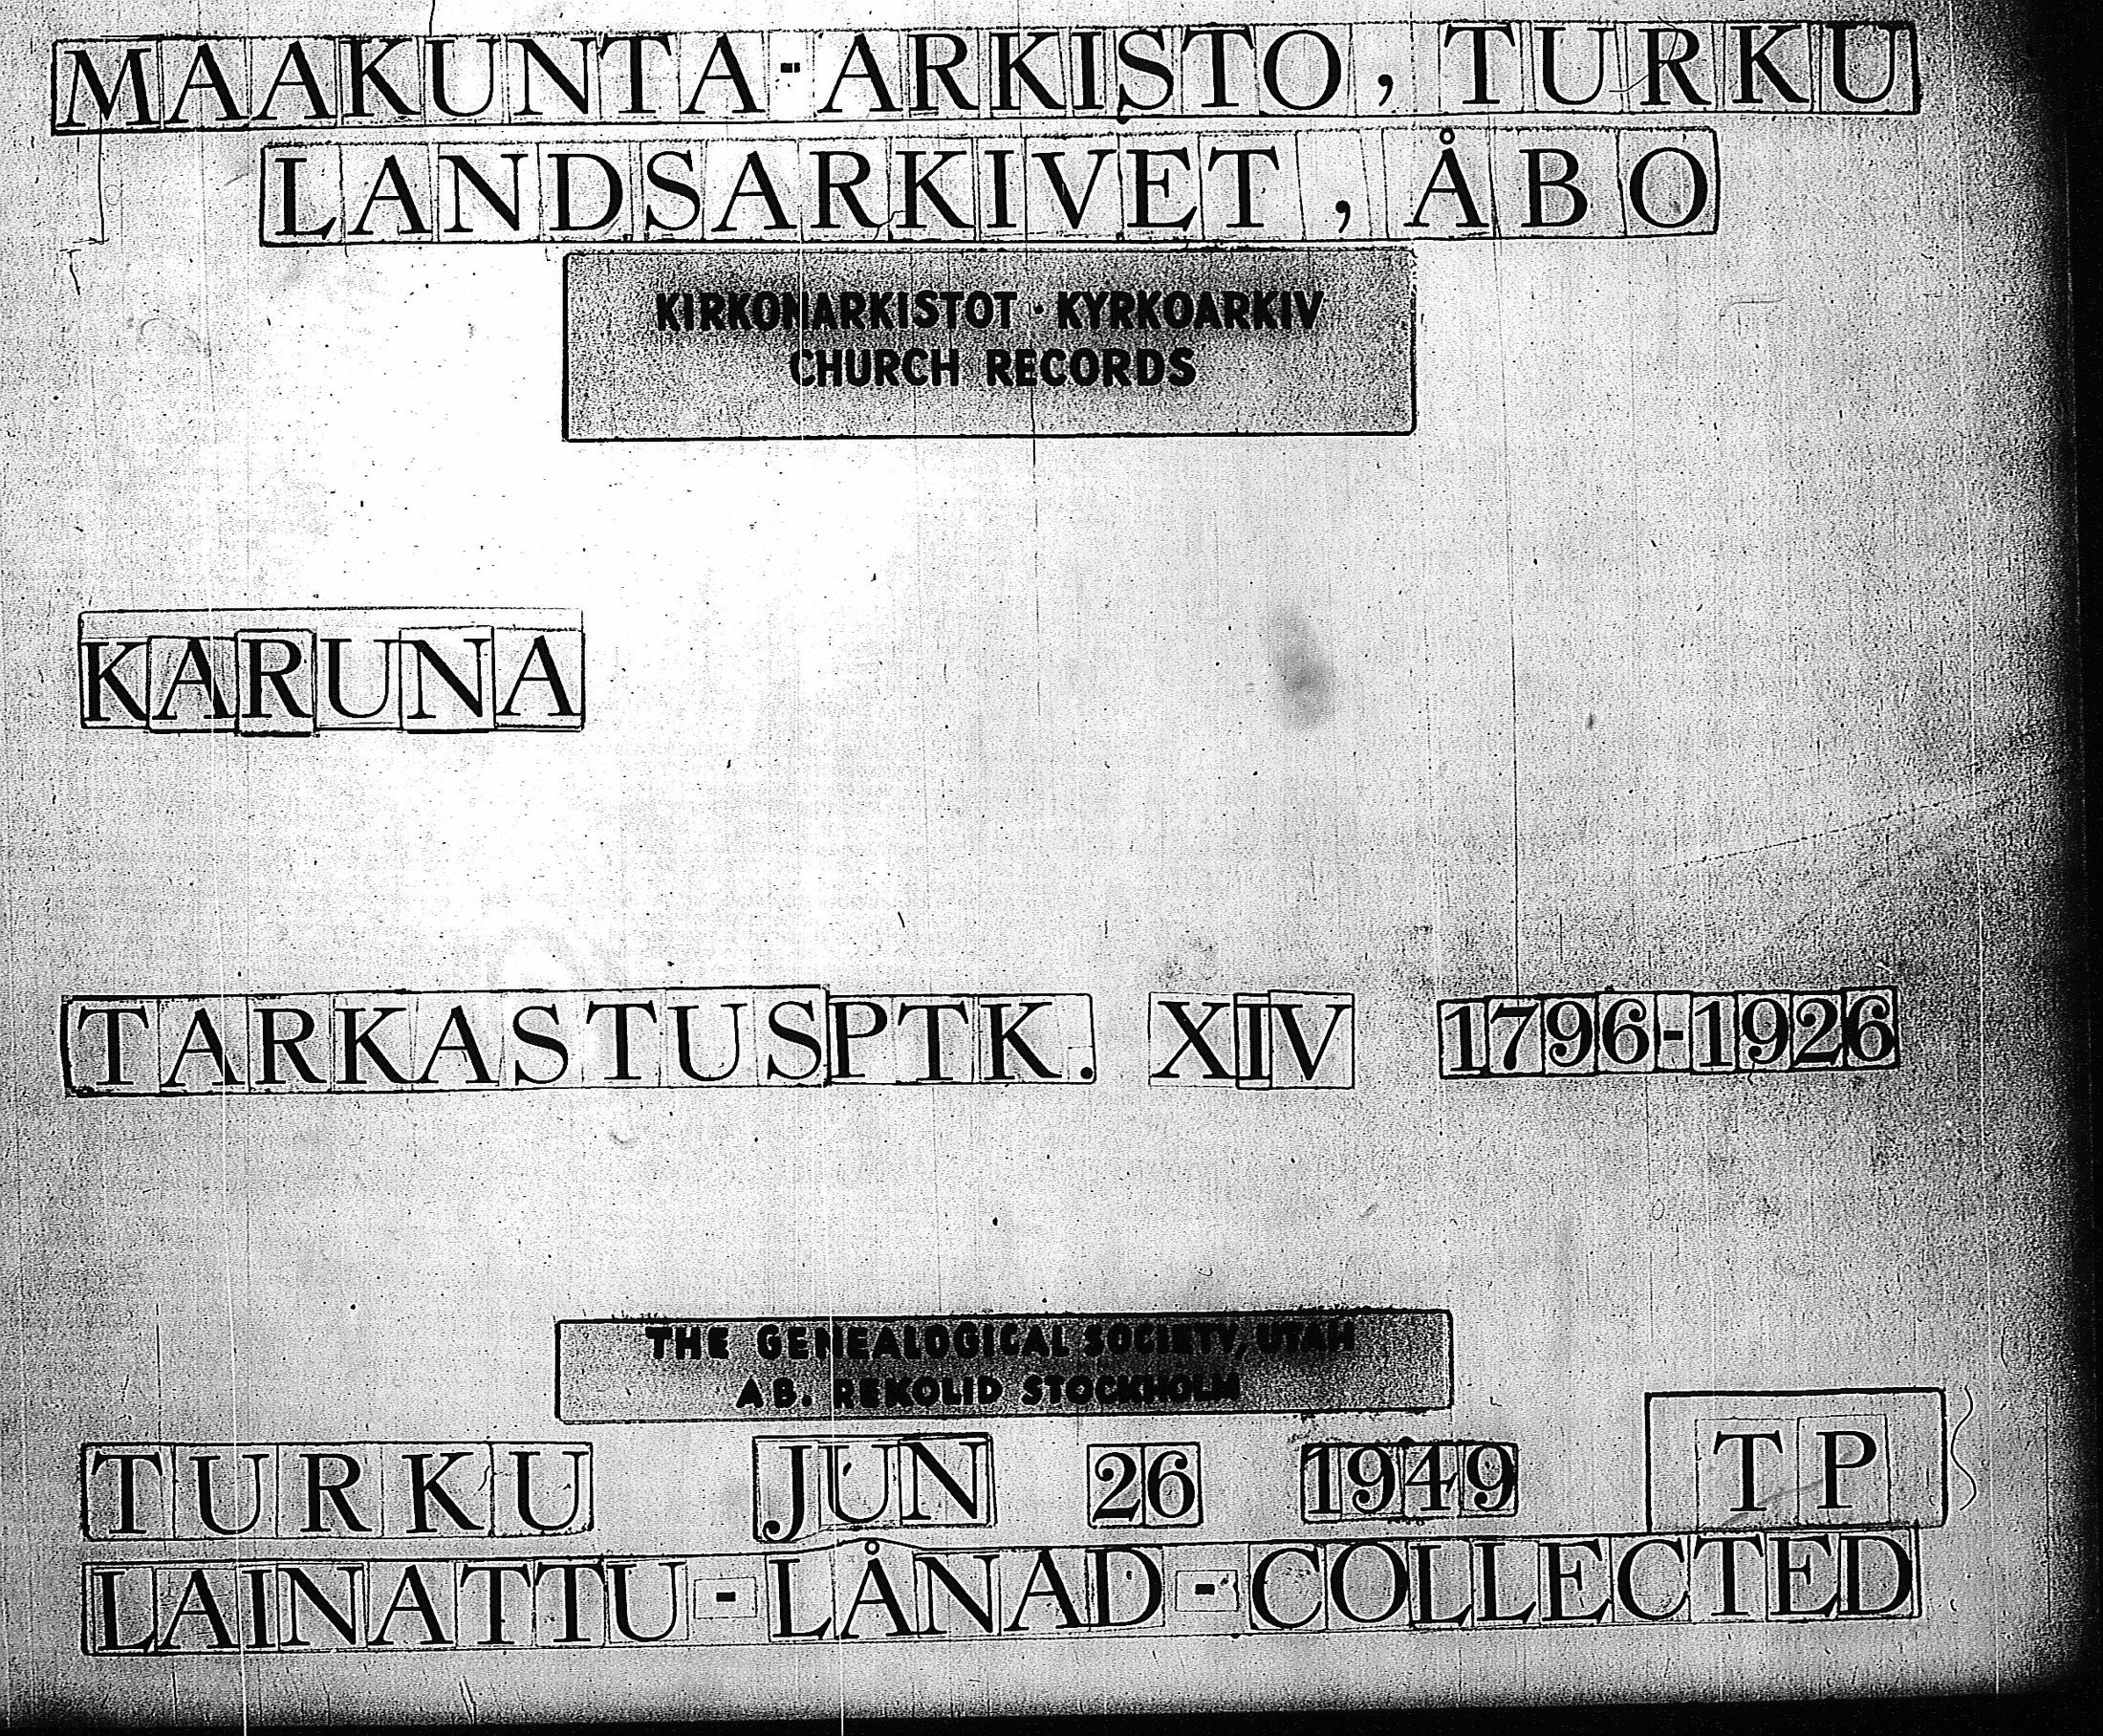 MAAKUNTA-ARKISTO, TURKU
LANDSARKIVET, ÅBO
KIRKONARKISTOT · KYRKOARKIV
CHURCH RECORDS
KARUNA
TARKASTUSPTK. XIV 1796-1926
THE GENEALOGICAL SOCIETY, UTAH
AB. REKOLID STOCKHOLM
TURKU JUN 26 1949 TP
LAINATTU - LÅNAD - COLLECTED